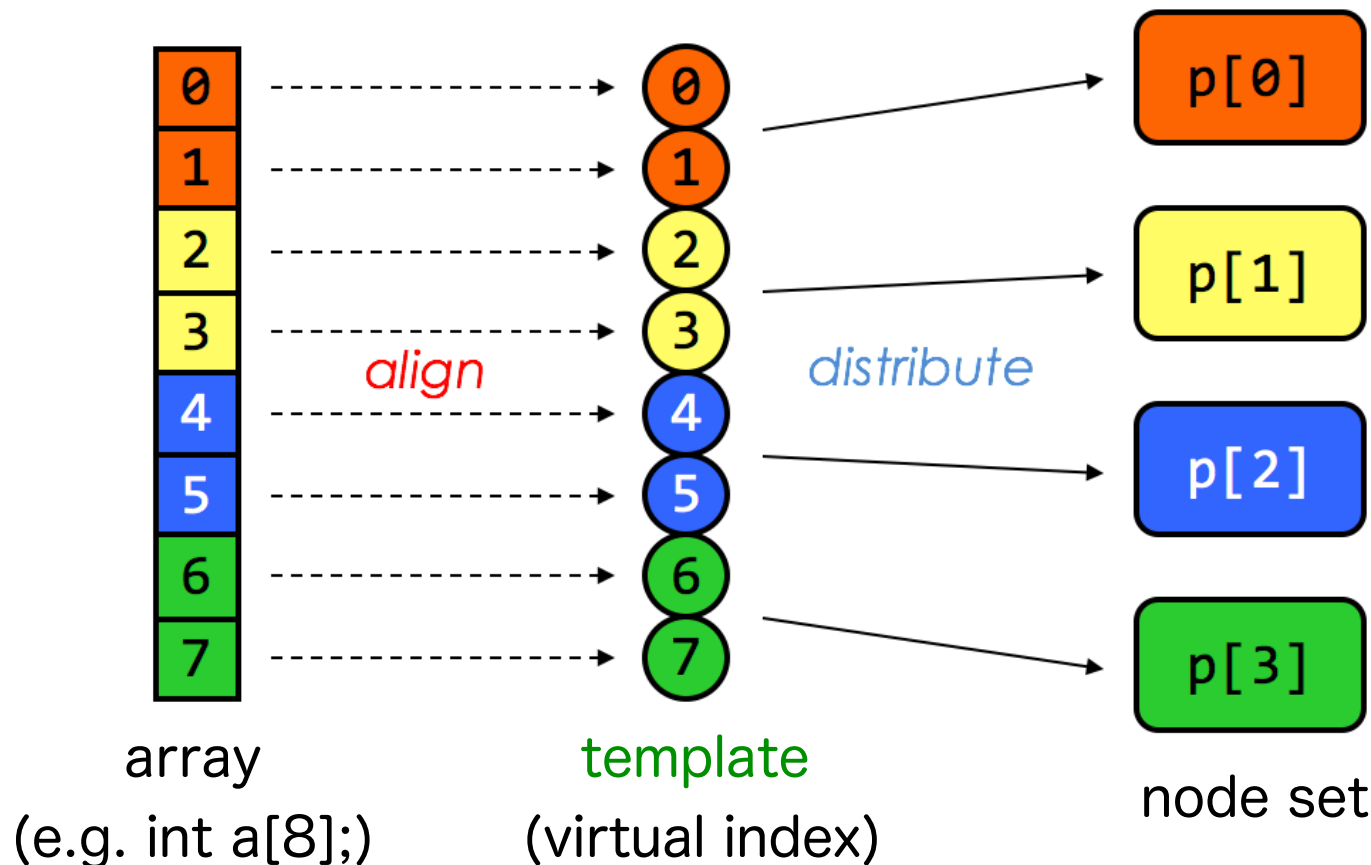 0
1
2
3
4
5
6
7
align
0
1
2
3
4
5
6
7
distribute
p[0]
p[1]
p[2]
p[3]
array
(e.g. int a[8];)
template
(virtual index)
node set